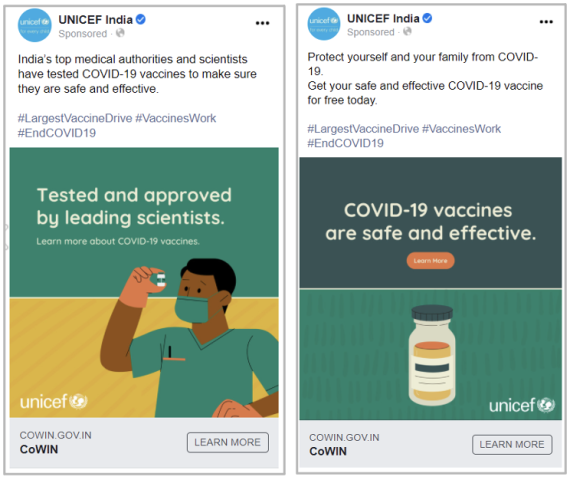 UNICEF India
Sponsored ·
India's top medical authorities and scientists
have tested COVID-19 vaccines to make sure
they are safe and effective.
#LargestVaccineDrive #VaccinesWork
#EndCOVID19
Tested and approved
by leading scientists.
Learn more about COVID-19 vaccines.
unicef
COWIN.GOV.IN
CoWIN
LEARN MORE
UNICEF India
Sponsored ·
Protect yourself and your family from COVID-
19.
Get your safe and effective COVID-19 vaccine
for free today.
#LargestVaccineDrive #VaccinesWork
#EndCOVID19
COVID-19 vaccines
are safe and effective.
Learn More
unicef
COWIN.GOV.IN
CoWIN
LEARN MORE